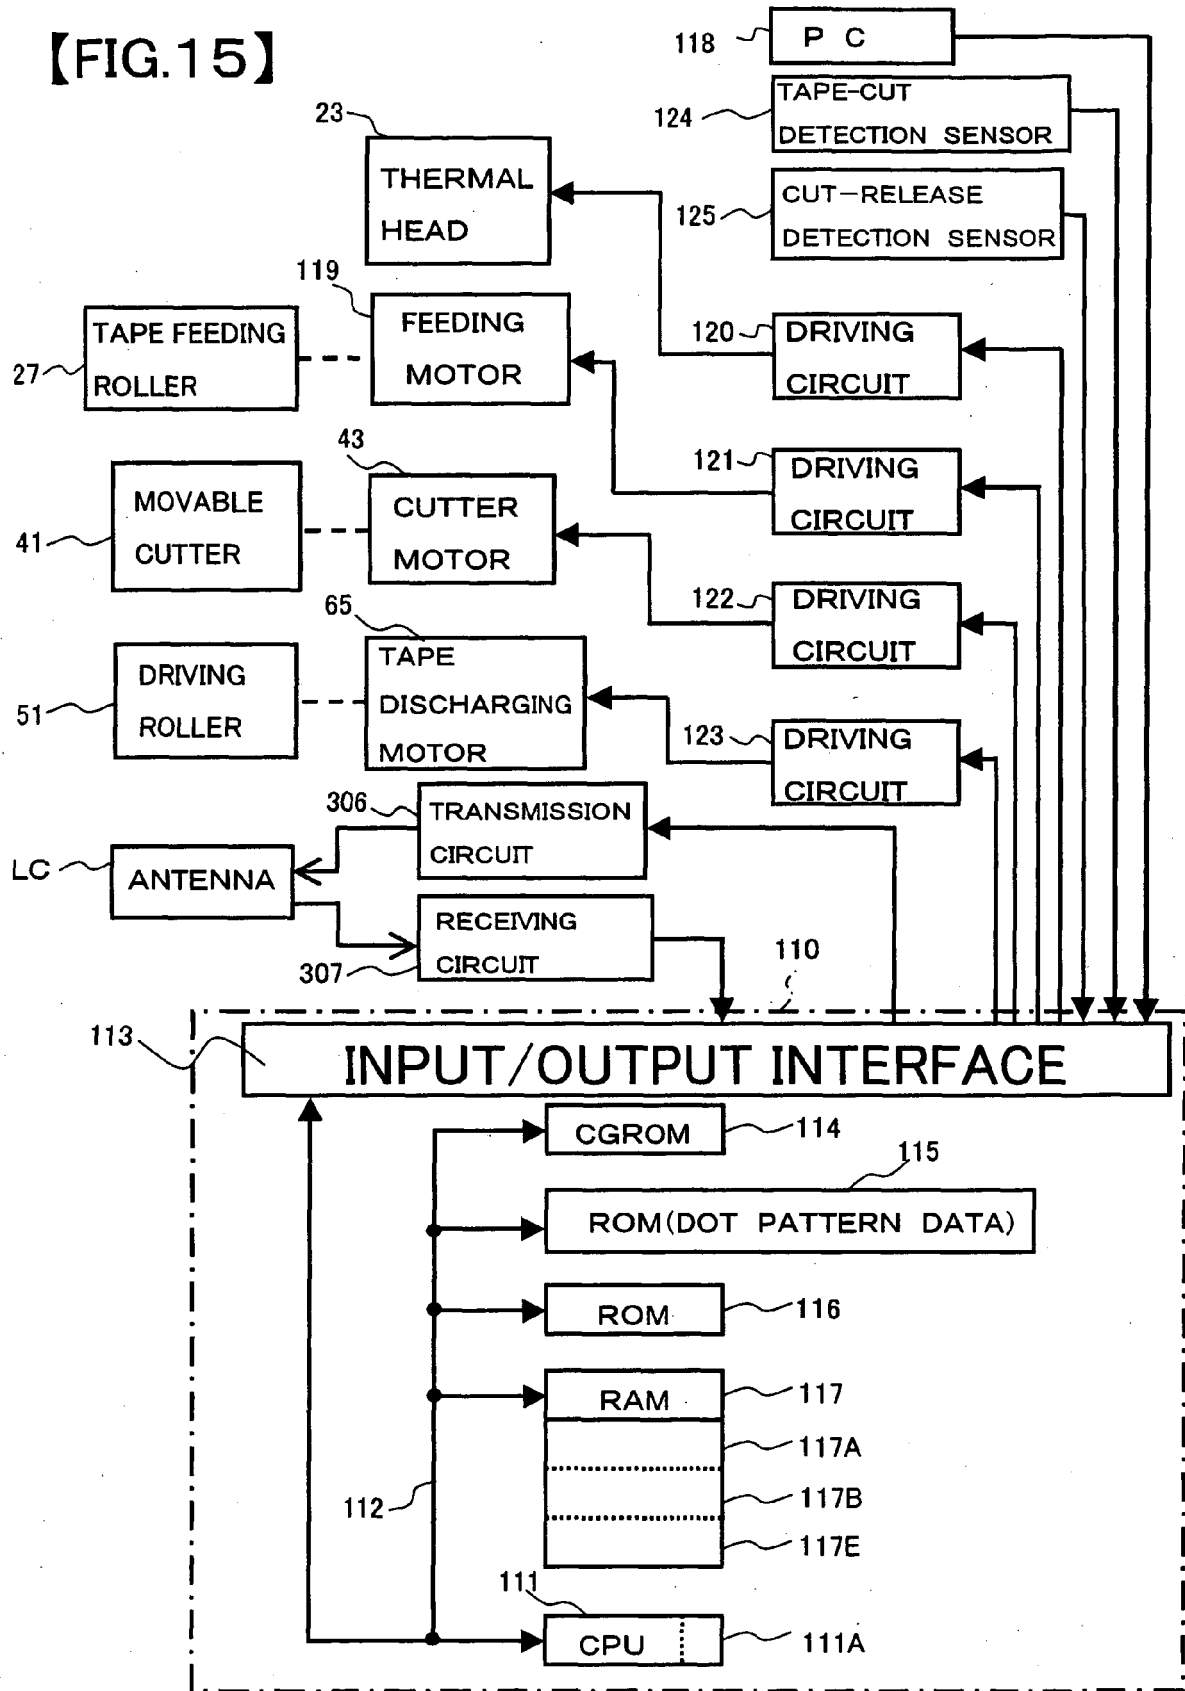 【FIG.15】
118
P C
124
TAPE-CUT
DETECTION SENSOR
23
THERMAL
HEAD
125
CUT-RELEASE
DETECTION SENSOR
119
FEEDING
MOTOR
TAPE FEEDING
ROLLER
27
120
DRIVING
CIRCUIT
43
CUTTER
MOTOR
MOVABLE
CUTTER
41
121
DRIVING
CIRCUIT
65
TAPE
DISCHARGING
MOTOR
DRIVING
ROLLER
51
122
DRIVING
CIRCUIT
123
DRIVING
CIRCUIT
306
TRANSMISSION
CIRCUIT
LC
ANTENNA
RECEIVING
CIRCUIT
307
110
113
INPUT/OUTPUT INTERFACE
CGROM
114
115
ROM(DOT PATTERN DATA)
ROM
116
RAM
117
117A
117B
117E
112
111
CPU
111A